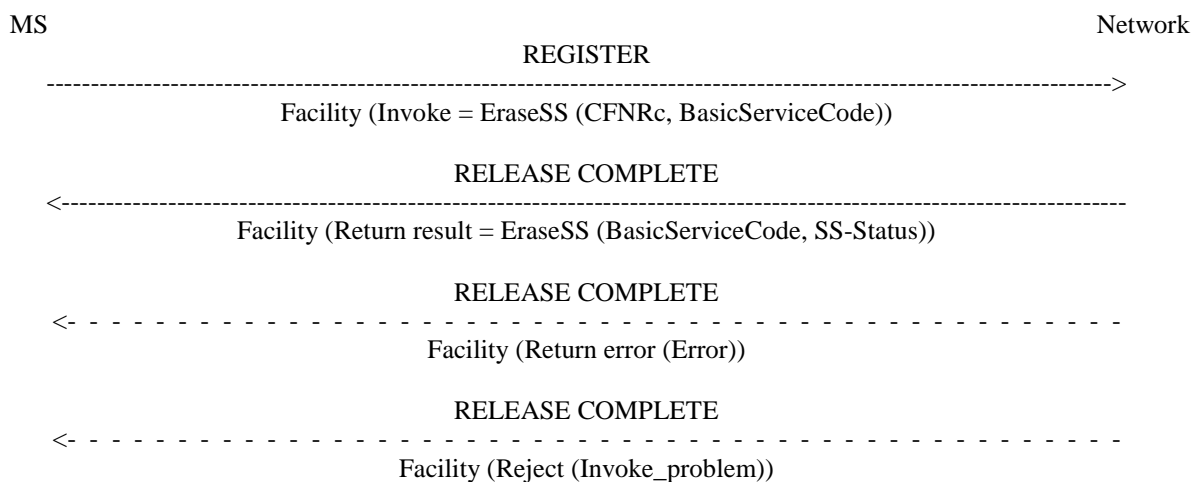 MS Network
REGISTER
------------------------------------------------------------------------------------------------------------------------>
Facility (Invoke = EraseSS (CFNRc, BasicServiceCode))
RELEASE COMPLETE
<------------------------------------------------------------------------------------------------------------------------
Facility (Return result = EraseSS (BasicServiceCode, SS-Status))
RELEASE COMPLETE
<- - - - - - - - - - - - - - - - - - - - - - - - - - - - - - - - - - - - - - - - - - - - - - - -
Facility (Return error (Error))
RELEASE COMPLETE
<- - - - - - - - - - - - - - - - - - - - - - - - - - - - - - - - - - - - - - - - - - - - - - - -
Facility (Reject (Invoke_problem))